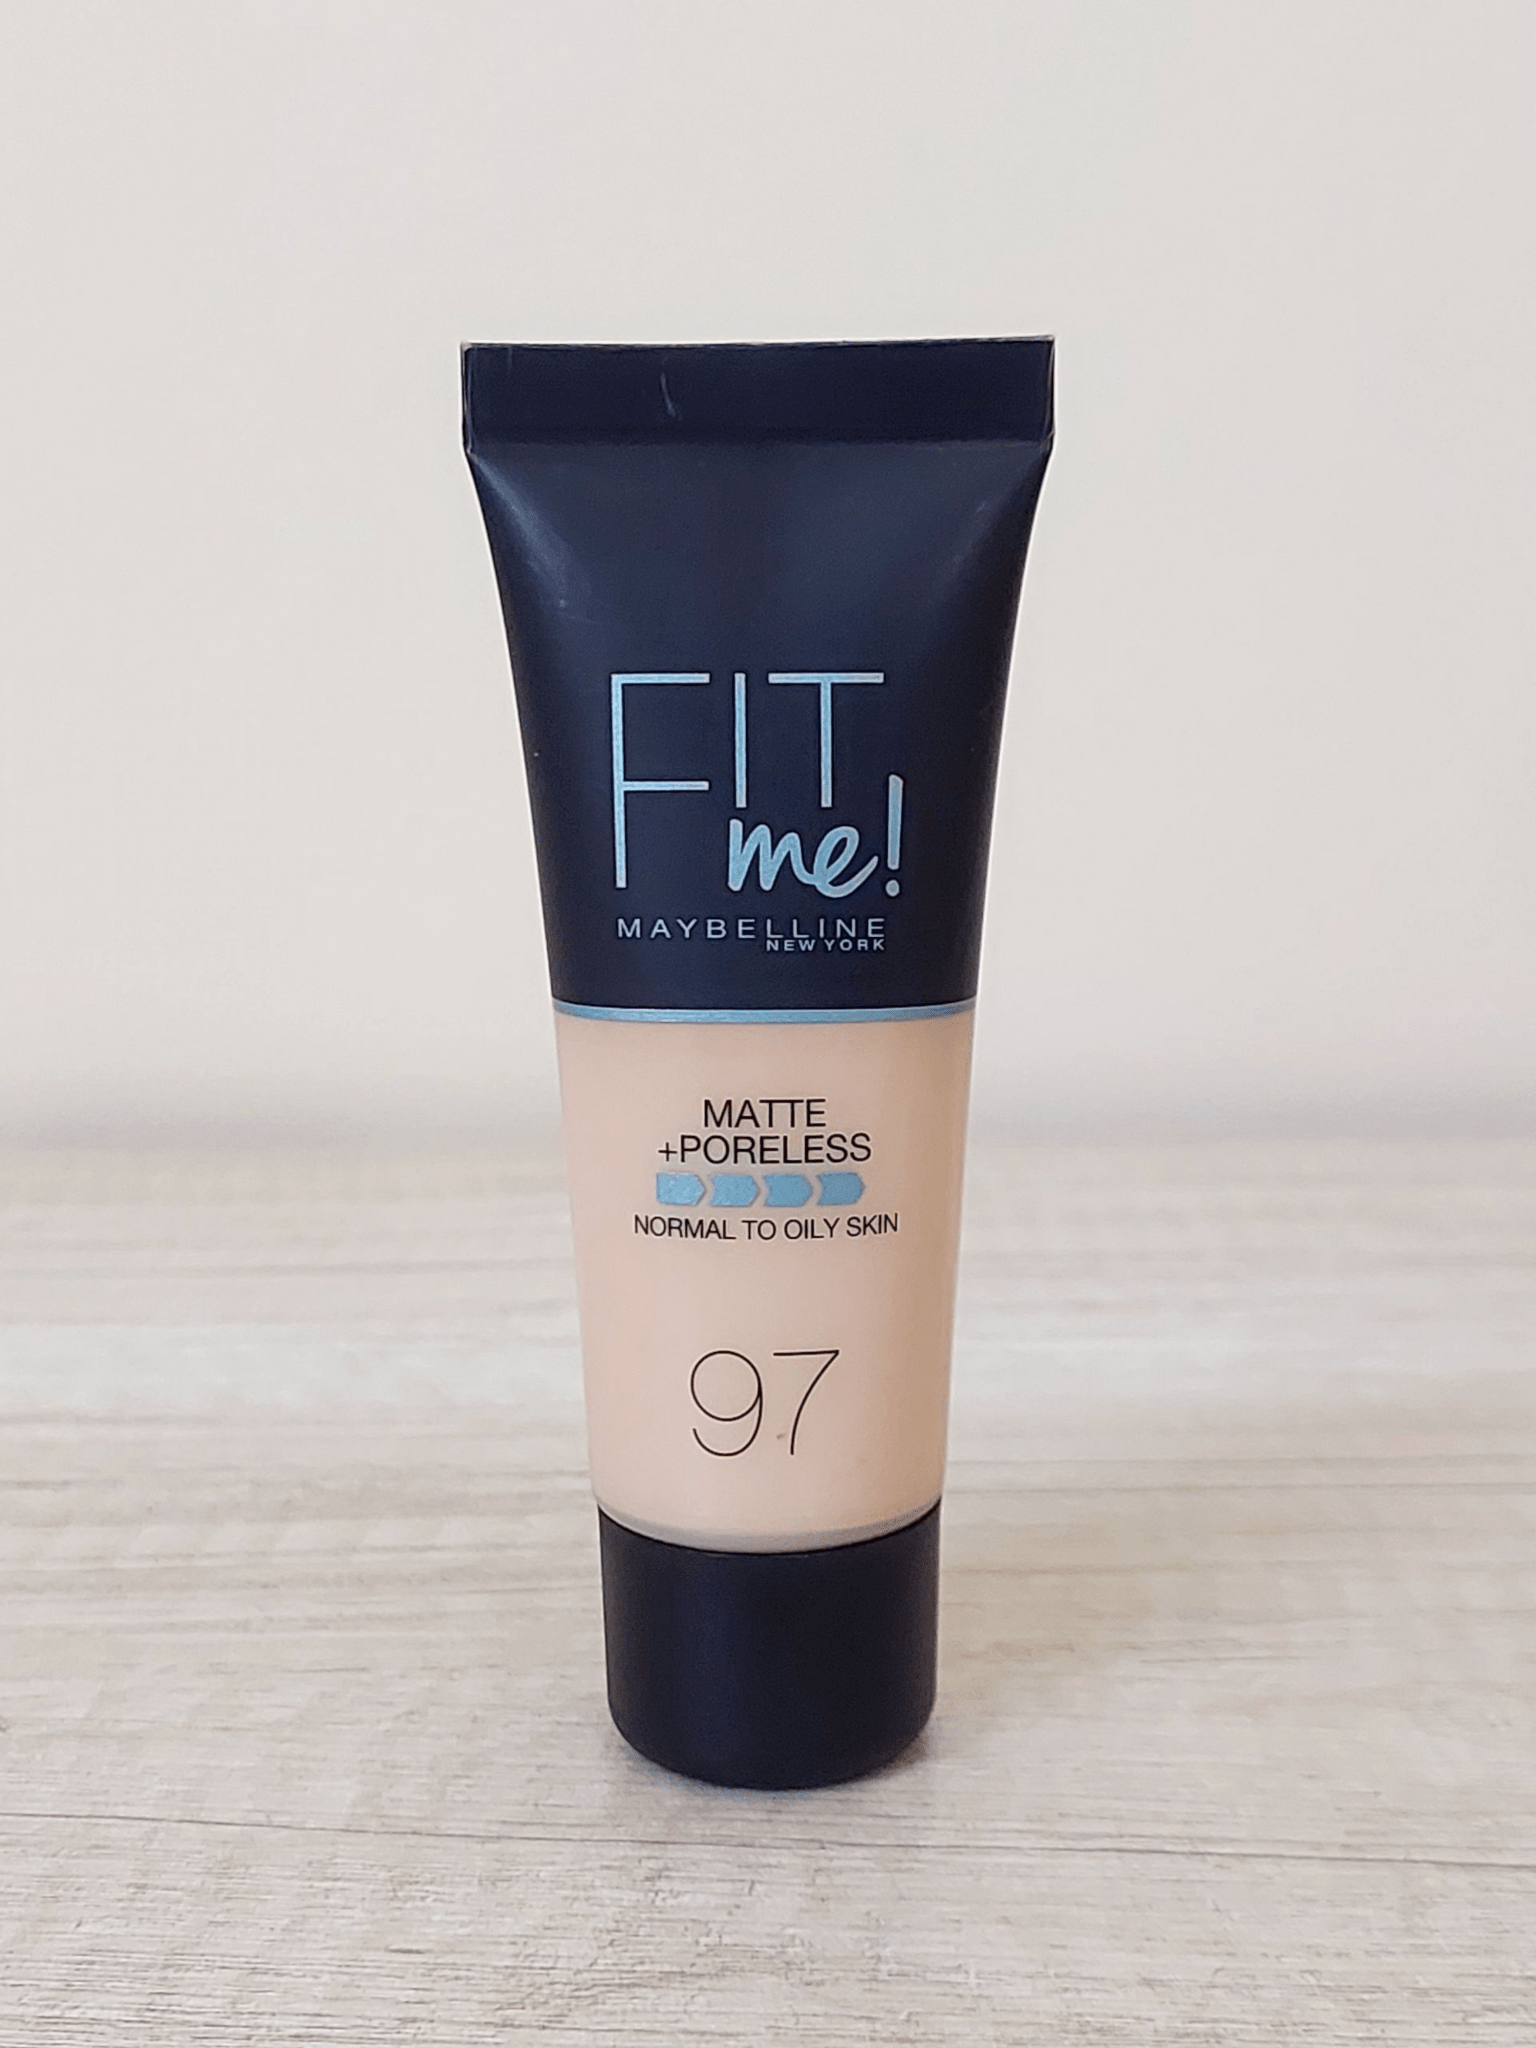 FIT
me!
MAYBELLINE
NEW YORK
MATTE
+PORELESS
NORMAL TO OILY SKIN
97